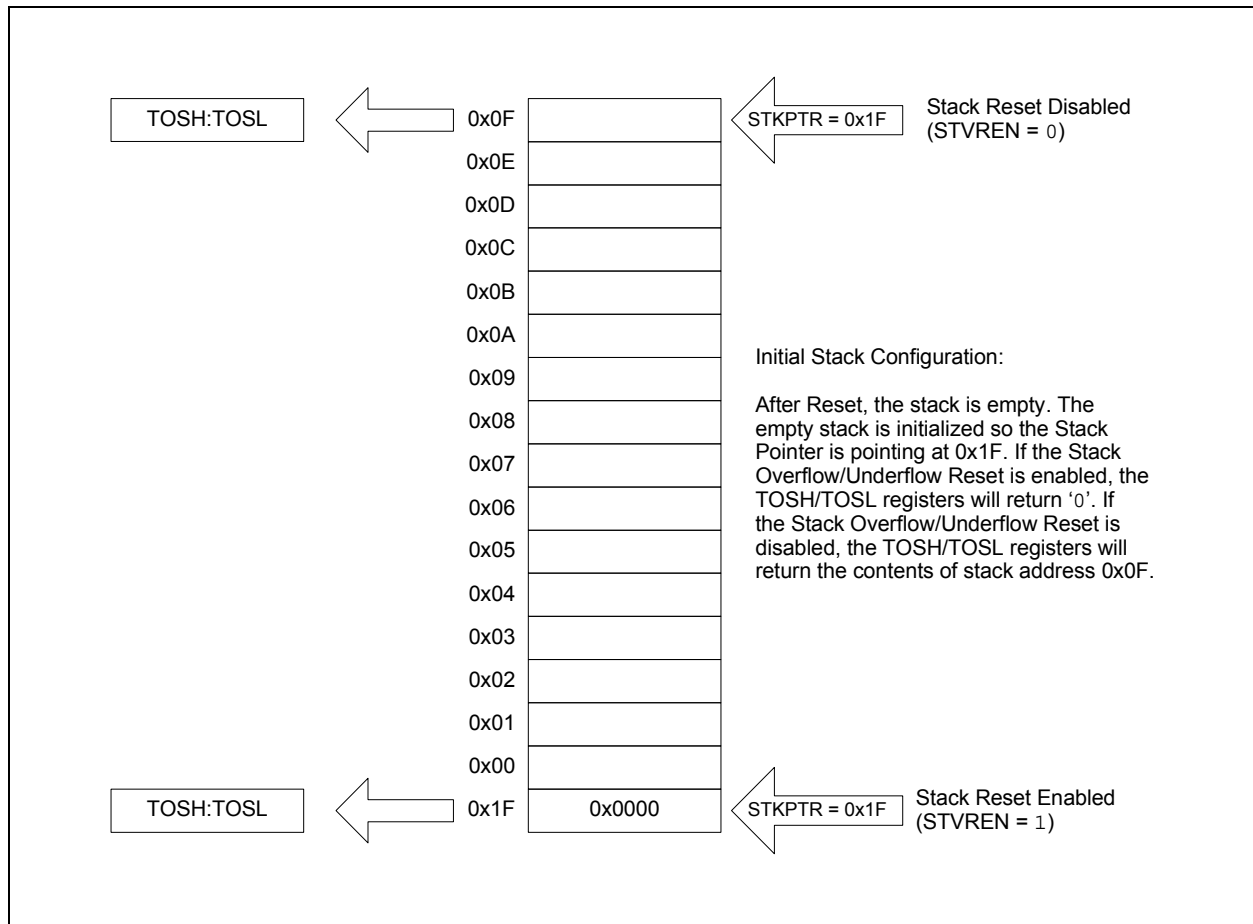 TOSH:TOSL
0x0F
STKPTR = 0x1F
Stack Reset Disabled
(STVREN = 0)
0x0E
0x0D
0x0C
0x0B
0x0A
0x09
0x08
0x07
0x06
0x05
0x04
0x03
0x02
0x01
0x00
Initial Stack Configuration:
After Reset, the stack is empty. The
empty stack is initialized so the Stack
Pointer is pointing at 0x1F. If the Stack
Overflow/Underflow Reset is enabled, the
TOSH/TOSL registers will return ‘0’. If
the Stack Overflow/Underflow Reset is
disabled, the TOSH/TOSL registers will
return the contents of stack address 0x0F.
TOSH:TOSL
0x1F
0x0000
STKPTR = 0x1F
Stack Reset Enabled
(STVREN = 1)